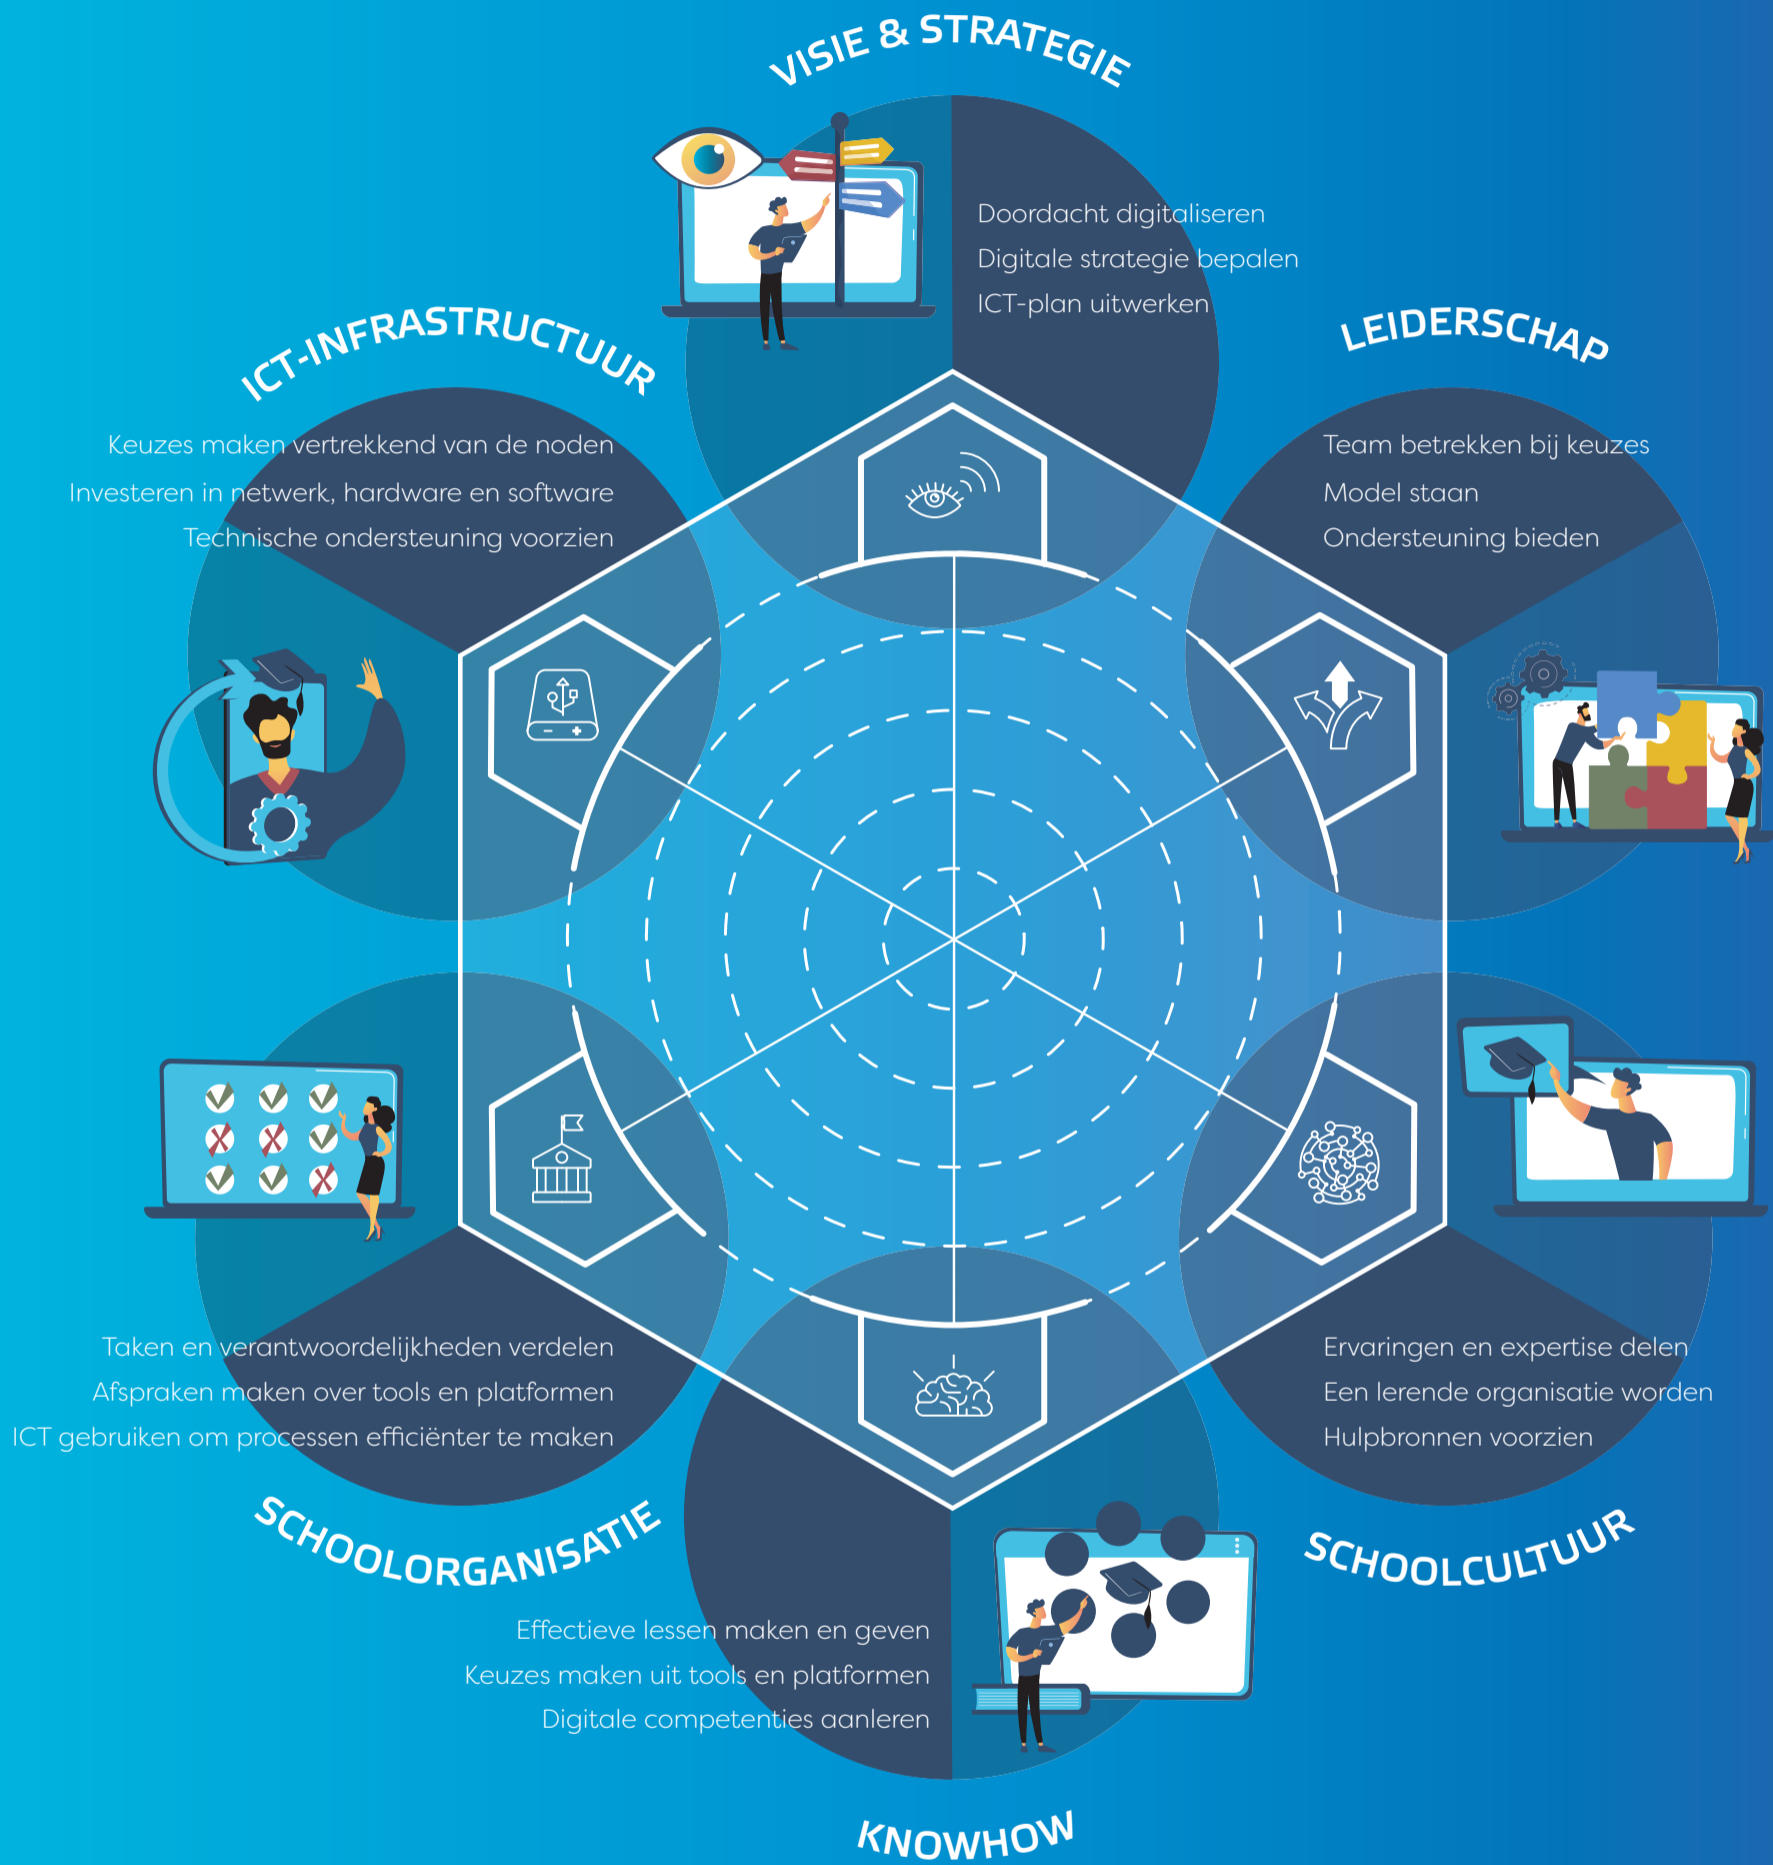 VISIE & STRATEGIE
Doordacht digitaliseren
Digitale strategie bepalen
ICT-plan uitwerken
LEIDERSCHAP
Team betrekken bij keuzes
Model staan
Ondersteuning bieden
SCHOOLCULTUUR
Ervaringen en expertise delen
Een lerende organisatie worden
Hulpbronnen voorzien
KNOWHOW
Effectieve lessen maken en geven
Keuzes maken uit tools en platformen
Digitale competenties aanleren
SCHOOLORGANISATIE
Taken en verantwoordelijkheden verdelen
Afspraken maken over tools en platformen
ICT gebruiken om processen efficiënter te maken
ICT-INFRASTRUCTUUR
Keuzes maken vertrekkend van de noden
Investeren in netwerk, hardware en software
Technische ondersteuning voorzien